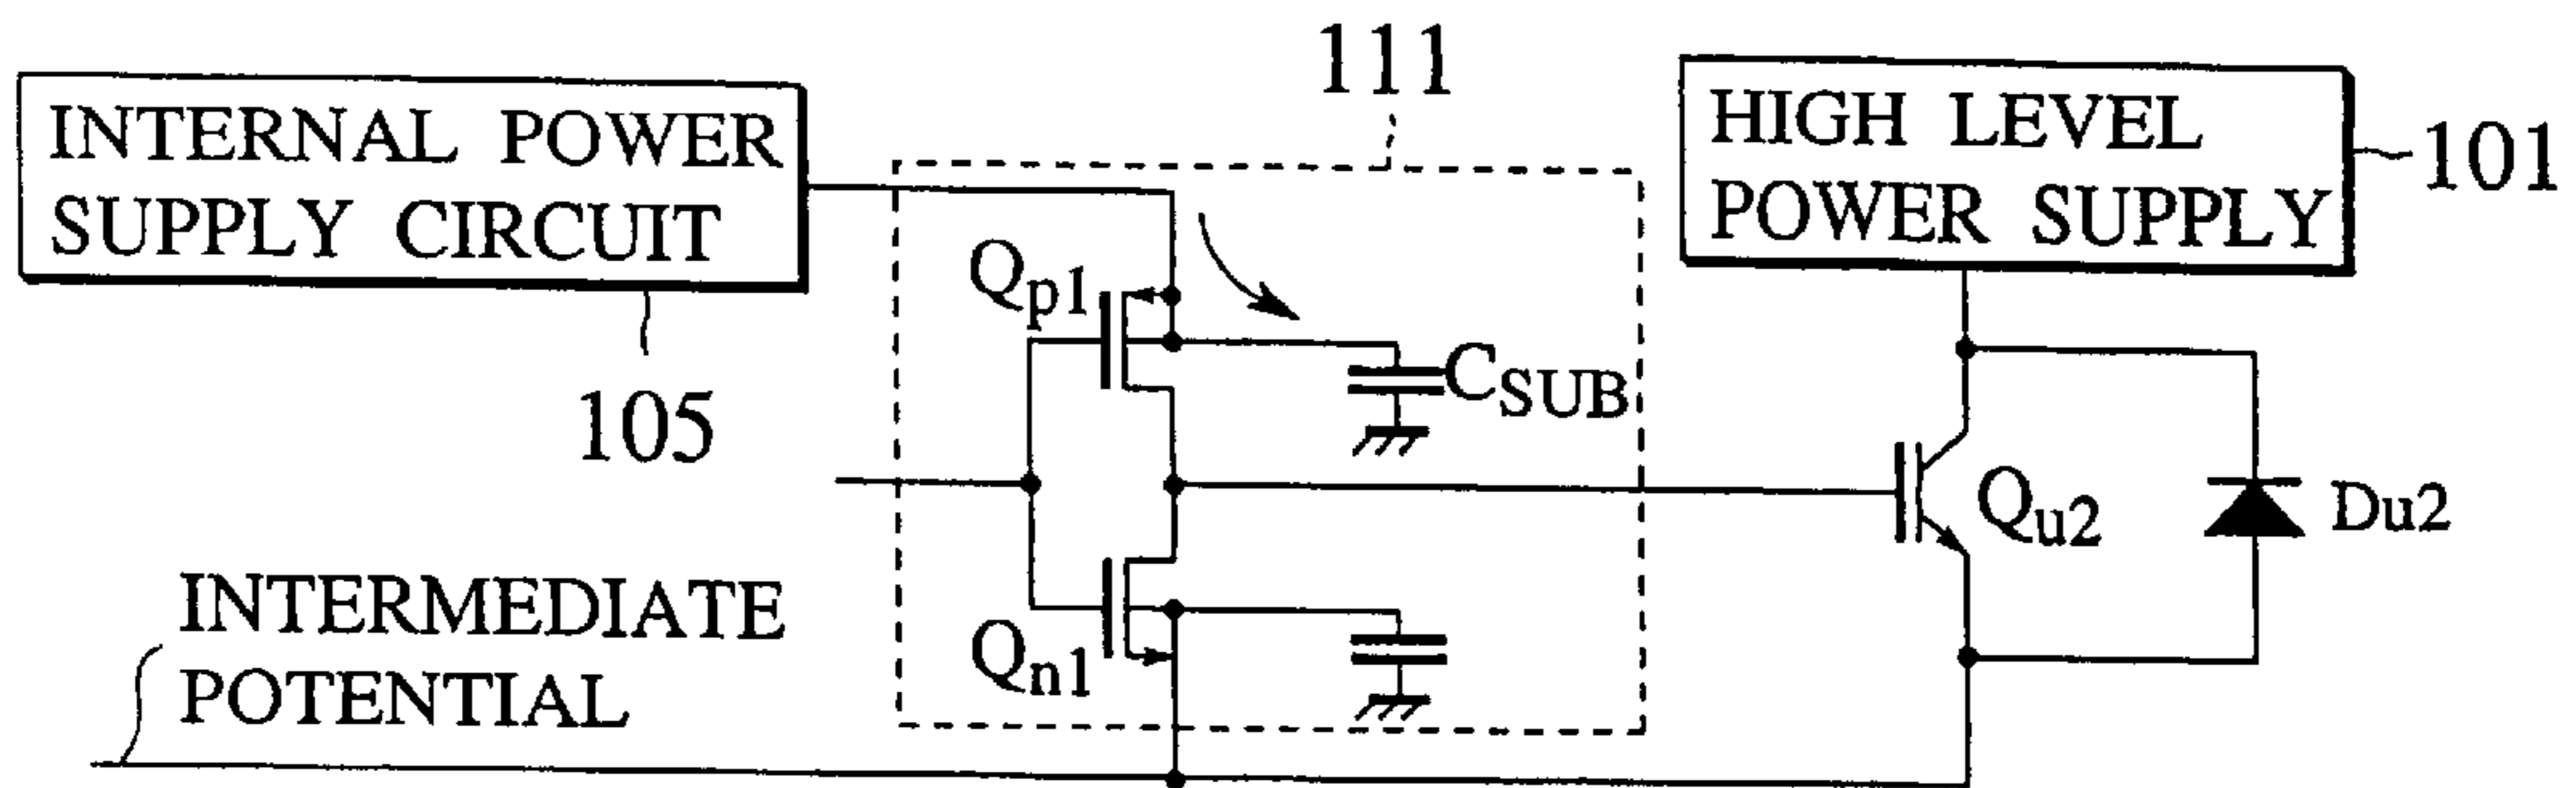 111
INTERNAL POWER
SUPPLY CIRCUIT
HIGH LEVEL
POWER SUPPLY
101
Qp1
CSUB
105
Qu2
Du2
INTERMEDIATE
POTENTIAL
Qn1